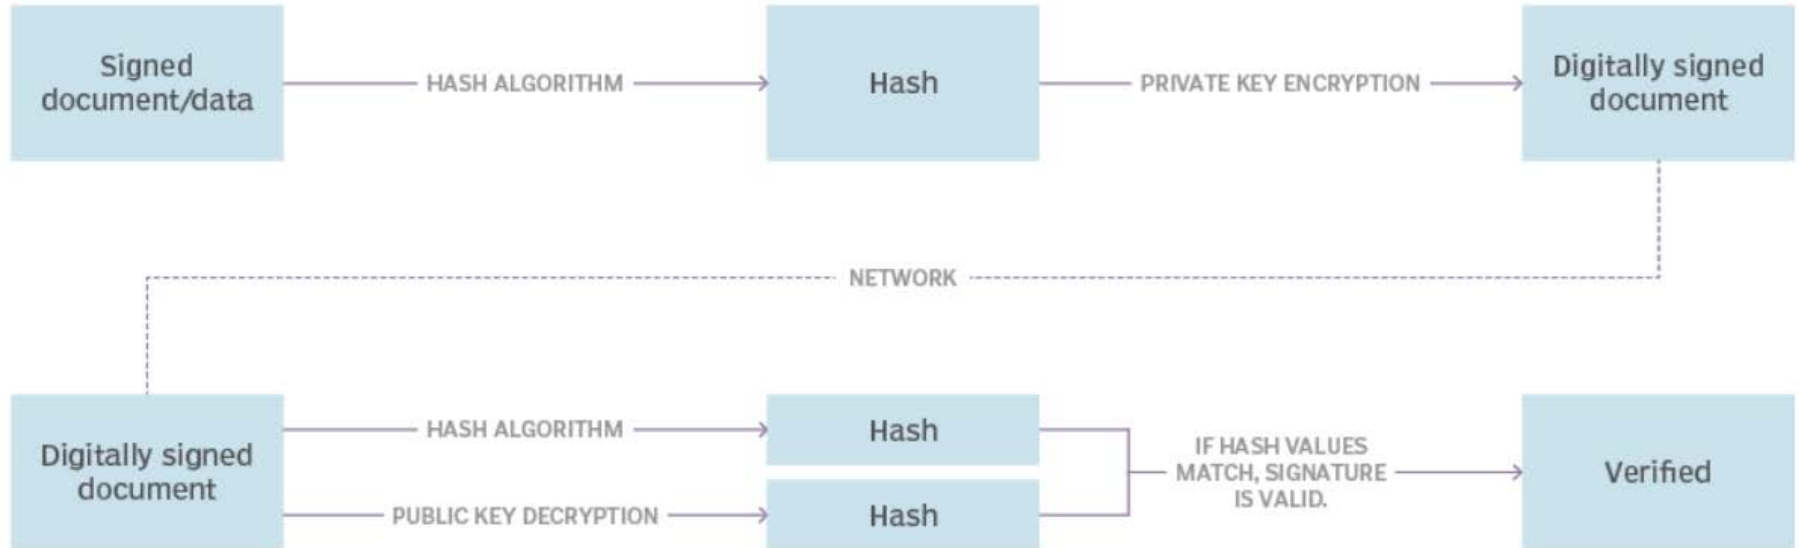 Signed
document/data
HASH ALGORITHM
Hash
PRIVATE KEY ENCRYPTION
Digitally signed
document
NETWORK
Digitally signed
document
HASH ALGORITHM
Hash
PUBLIC KEY DECRYPTION
Hash
IF HASH VALUES
MATCH, SIGNATURE
IS VALID.
Verified